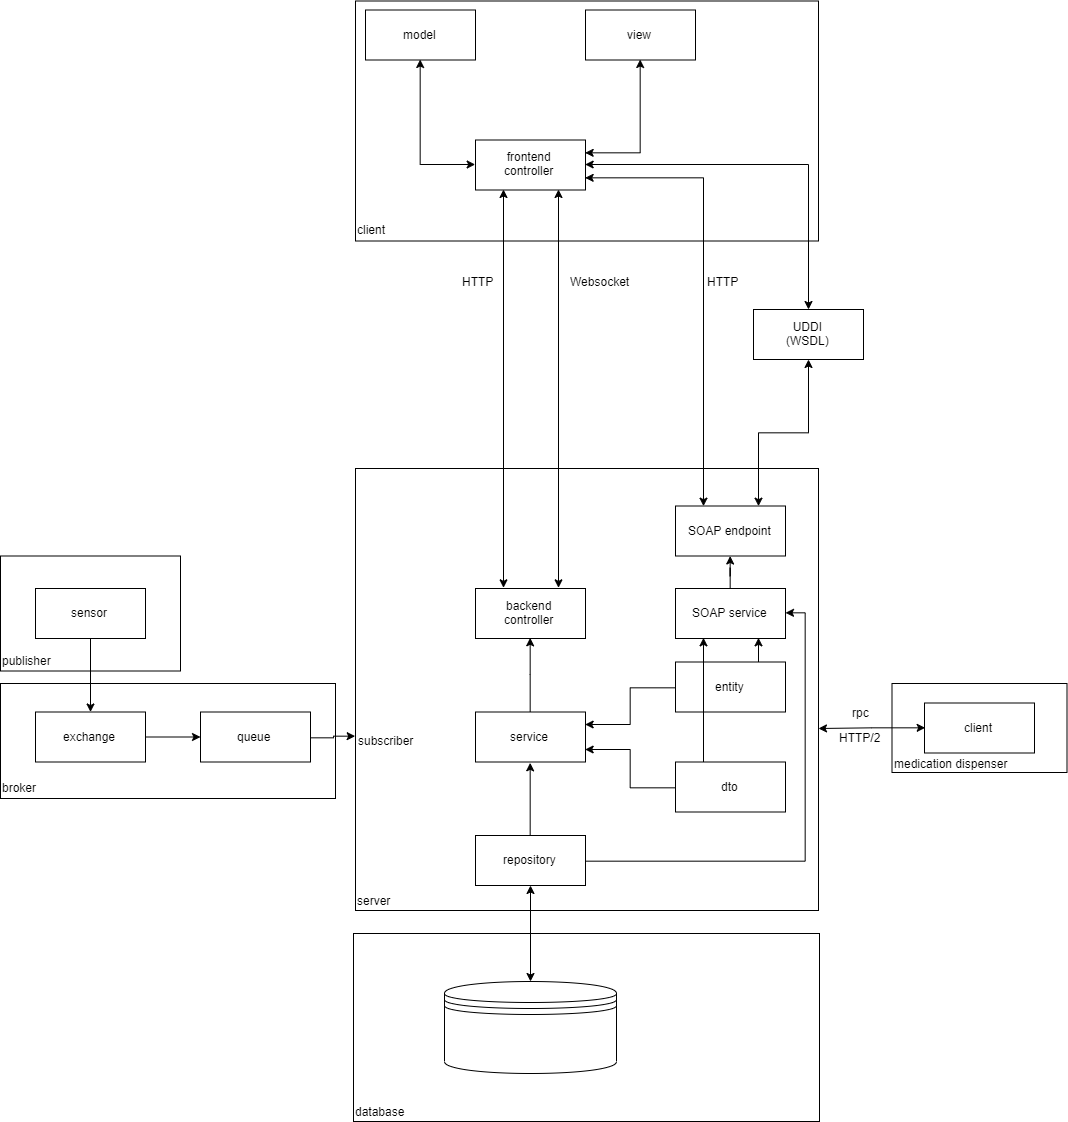 model
view
frontend
controller
client
HTTP
Websocket
HTTP
UDDI
(WSDL)
SOAP endpoint
sensor
backend
controller
SOAP service
publisher
entity
exchange
queue
subscriber
service
rpc
HTTP/2
client
medication dispenser
broker
dto
repository
server
database